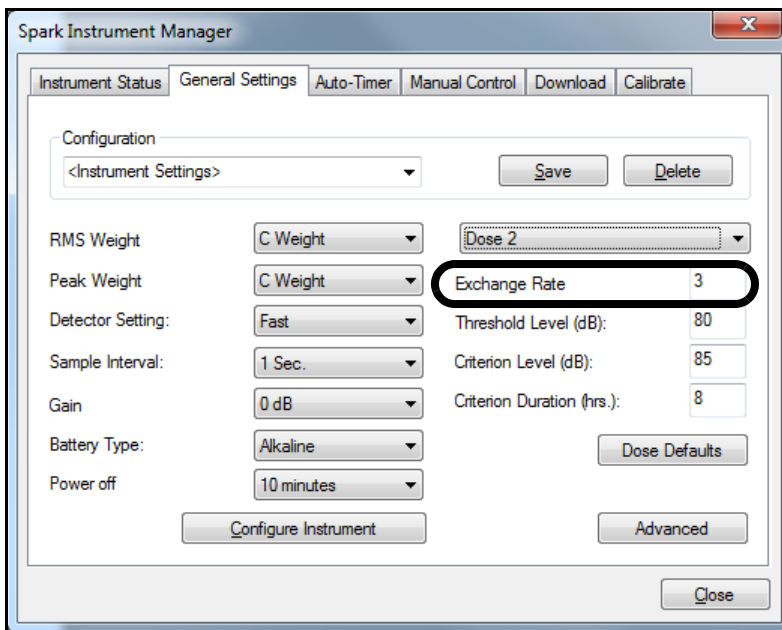 Spark Instrument Manager
Instrument Status General Settings Auto-Timer Manual Control Download Calibrate
Configuration
<Instrument Settings> Save Delete
RMS Weight C Weight Dose 2
Peak Weight C Weight Exchange Rate 3
Detector Setting: Fast Threshold Level (dB): 80
Sample Interval: 1 Sec. Criterion Level (dB): 85
Gain 0 dB Criterion Duration (hrs.): 8
Battery Type: Alkaline Dose Defaults
Power off 10 minutes
Configure Instrument Advanced
Close